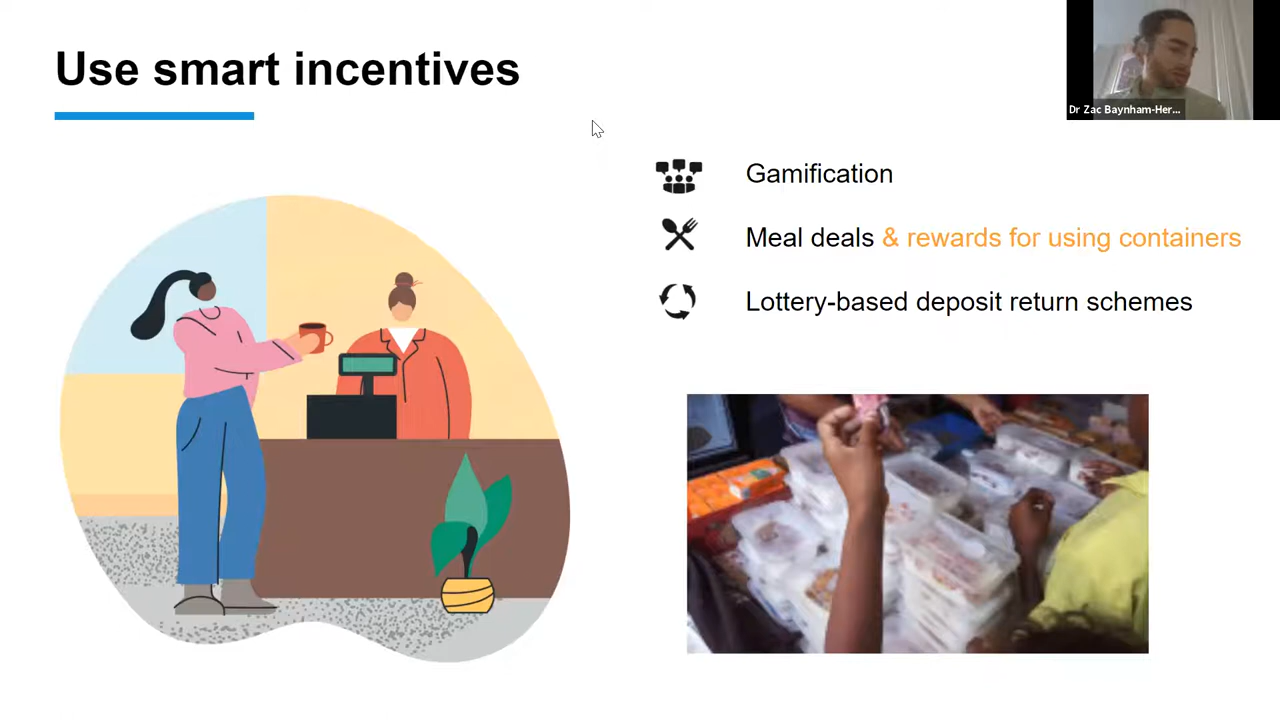 Use smart incentives
Dr Zac Baynham-Her...
Gamification
Meal deals & rewards for using containers
Lottery-based deposit return schemes